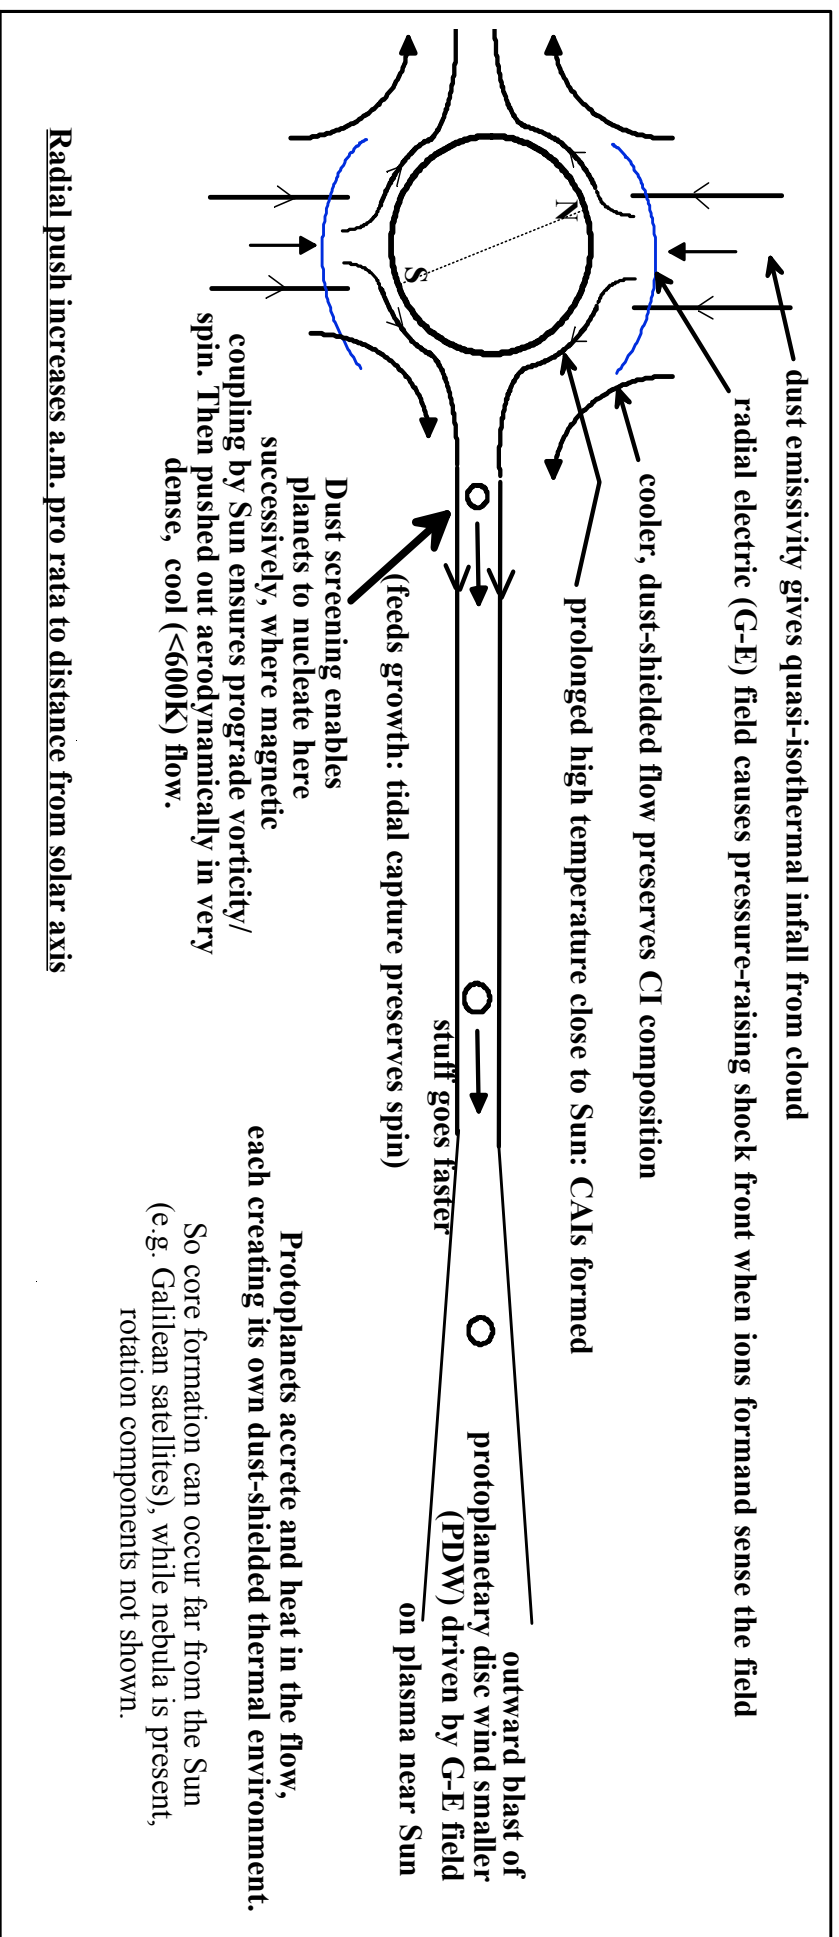 dust emissivity gives quasi-isothermal infall from cloud
radial electric (G-E) field causes pressure-raising shock front when ions formand sense the field
cooler, dust-shielded flow preserves CI composition
prolonged high temperature close to Sun: CAIs formed
N
S
outward blast of
protoplanetary disc wind smaller
(PDW) driven by G-E field
on plasma near Sun
stuff goes faster
(feeds growth: tidal capture preserves spin)
Dust screening enables
planets to nucleate here
successively, where magnetic
coupling by Sun ensures prograde vorticity/
spin. Then pushed out aerodynamically in very
dense, cool (<600K) flow.
Protoplanets accrete and heat in the flow,
each creating its own dust-shielded thermal environment.
So core formation can occur far from the Sun
(e.g. Galilean satellites), while nebula is present,
rotation components not shown.
Radial push increases a.m. pro rata to distance from solar axis